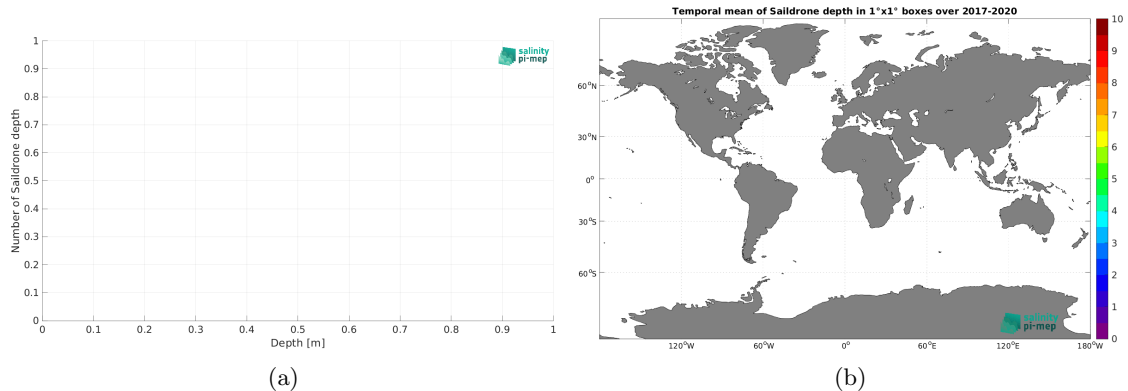 1
0.9
0.8
0.7
0.6
0.5
0.4
0.3
0.2
0.1
0
Number of Saildrone depth
0 0.1 0.2 0.3 0.4 0.5 0.6 0.7 0.8 0.9 1
Depth [m]
salinity
pi-mep
(a)
Temporal mean of Saildrone depth in 1°x1° boxes over 2017-2020
60°N
30°N
0°
30°S
60°S
120°W 60°W 0° 60°E 120°E 180°W
salinity
pi-mep
10
9
8
7
6
5
4
3
2
1
0
(b)